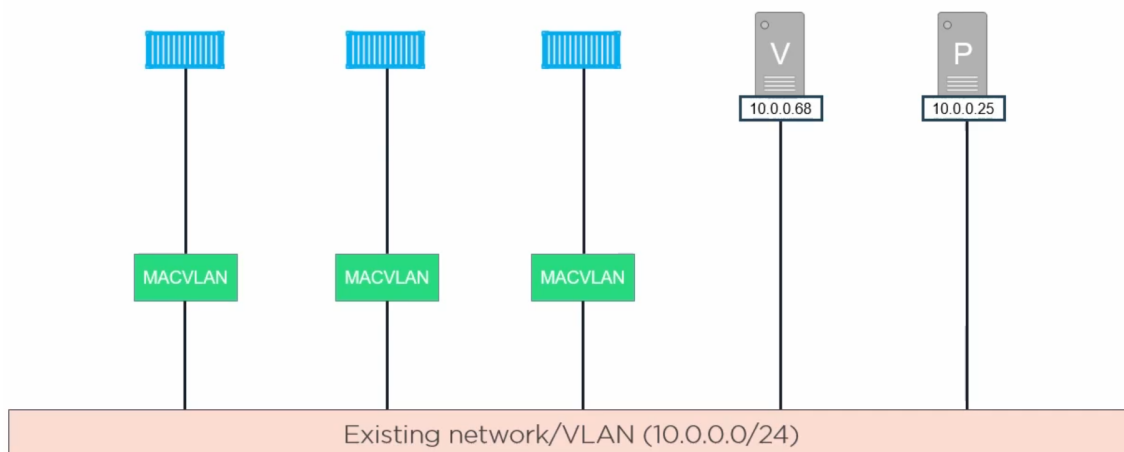 V
P
10.0.0.68
10.0.0.25
MACVLAN
MACVLAN
MACVLAN
Existing network/VLAN (10.0.0.0/24)